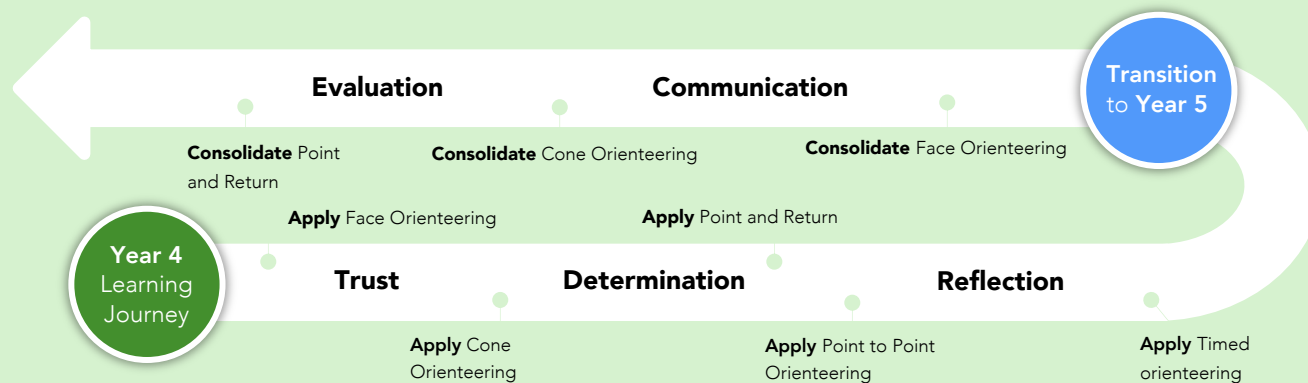 Evaluation
Communication
Transition
to Year 5
Consolidate Point
and Return
Consolidate Cone Orienteering
Consolidate Face Orienteering
Apply Face Orienteering
Apply Point and Return
Year 4
Learning
Journey
Trust
Determination
Reflection
Apply Cone
Orienteering
Apply Point to Point
Orienteering
Apply Timed
orienteering